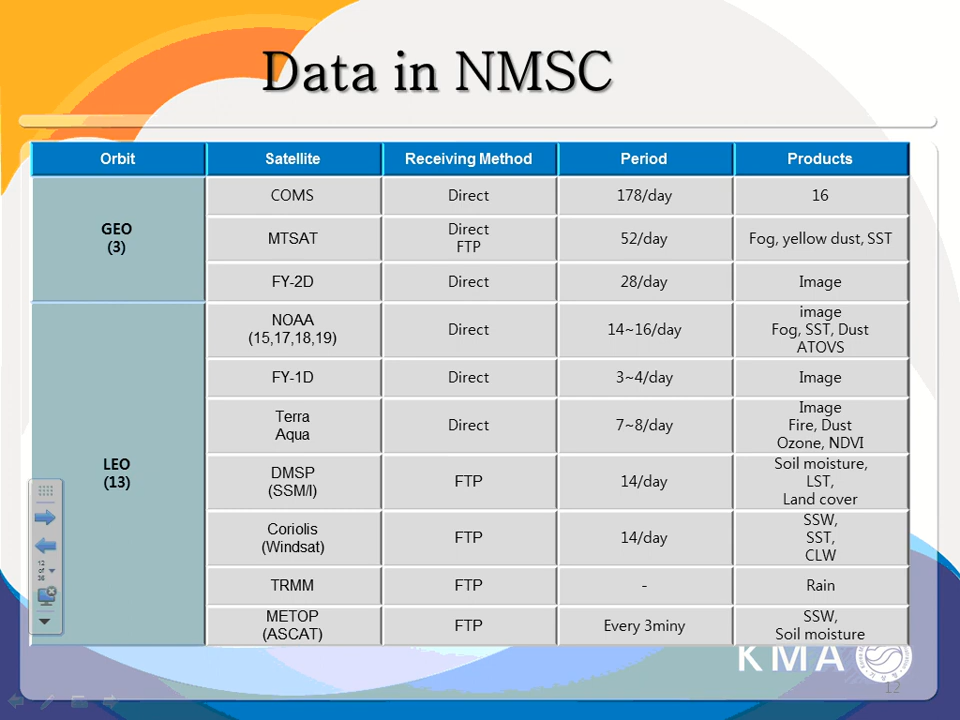 Data in NMSC
Orbit Satellite Receiving Method Period Products
GEO
(3)
COMS Direct 178/day 16
MTSAT Direct
FTP 52/day Fog, yellow dust, SST
FY-2D Direct 28/day Image
LEO
(13)
NOAA
(15,17,18,19) Direct 14~16/day image
Fog, SST, Dust
ATOVS
FY-1D Direct 3~4/day Image
Terra
Aqua Direct 7~8/day Image
Fire, Dust
Ozone, NDVI
DMSP
(SSM/I) FTP 14/day Soil moisture,
LST,
Land cover
Coriolis
(Windsat) FTP 14/day SSW,
SST,
CLW
TRMM FTP - Rain
METOP
(ASCAT) FTP Every 3miny SSW,
Soil moisture
KMA
12